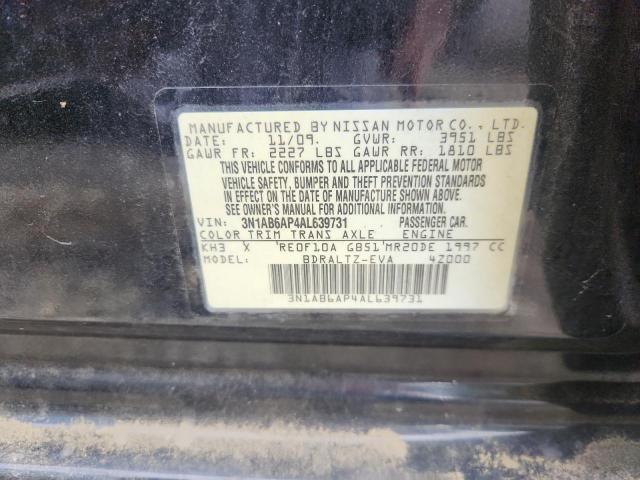 MANUFACTURED BY NISSAN MOTOR CO., LTD.
DATE: 11/09. GVWR: 3951 LBS
GAWR FR: 2227 LBS GAWR RR: 1810 LBS
THIS VEHICLE CONFORMS TO ALL APPLICABLE FEDERAL MOTOR
VEHICLE SAFETY, BUMPER AND THEFT PREVENTION STANDARDS
IN EFFECT ON THE DATE OF MANUFACTURE SHOWN ABOVE.
SEE OWNER'S MANUAL FOR ADDITIONAL INFORMATION.
VIN: 3N1AB6AP4AL639731 PASSENGER CAR.
COLOR TRIM TRANS AXLE ENGINE
KH3 X RE0F10A GB51 MR20DE 1997 CC
MODEL: BDRALTZ-EVA 4Z000
3N1AB6AP4AL639731